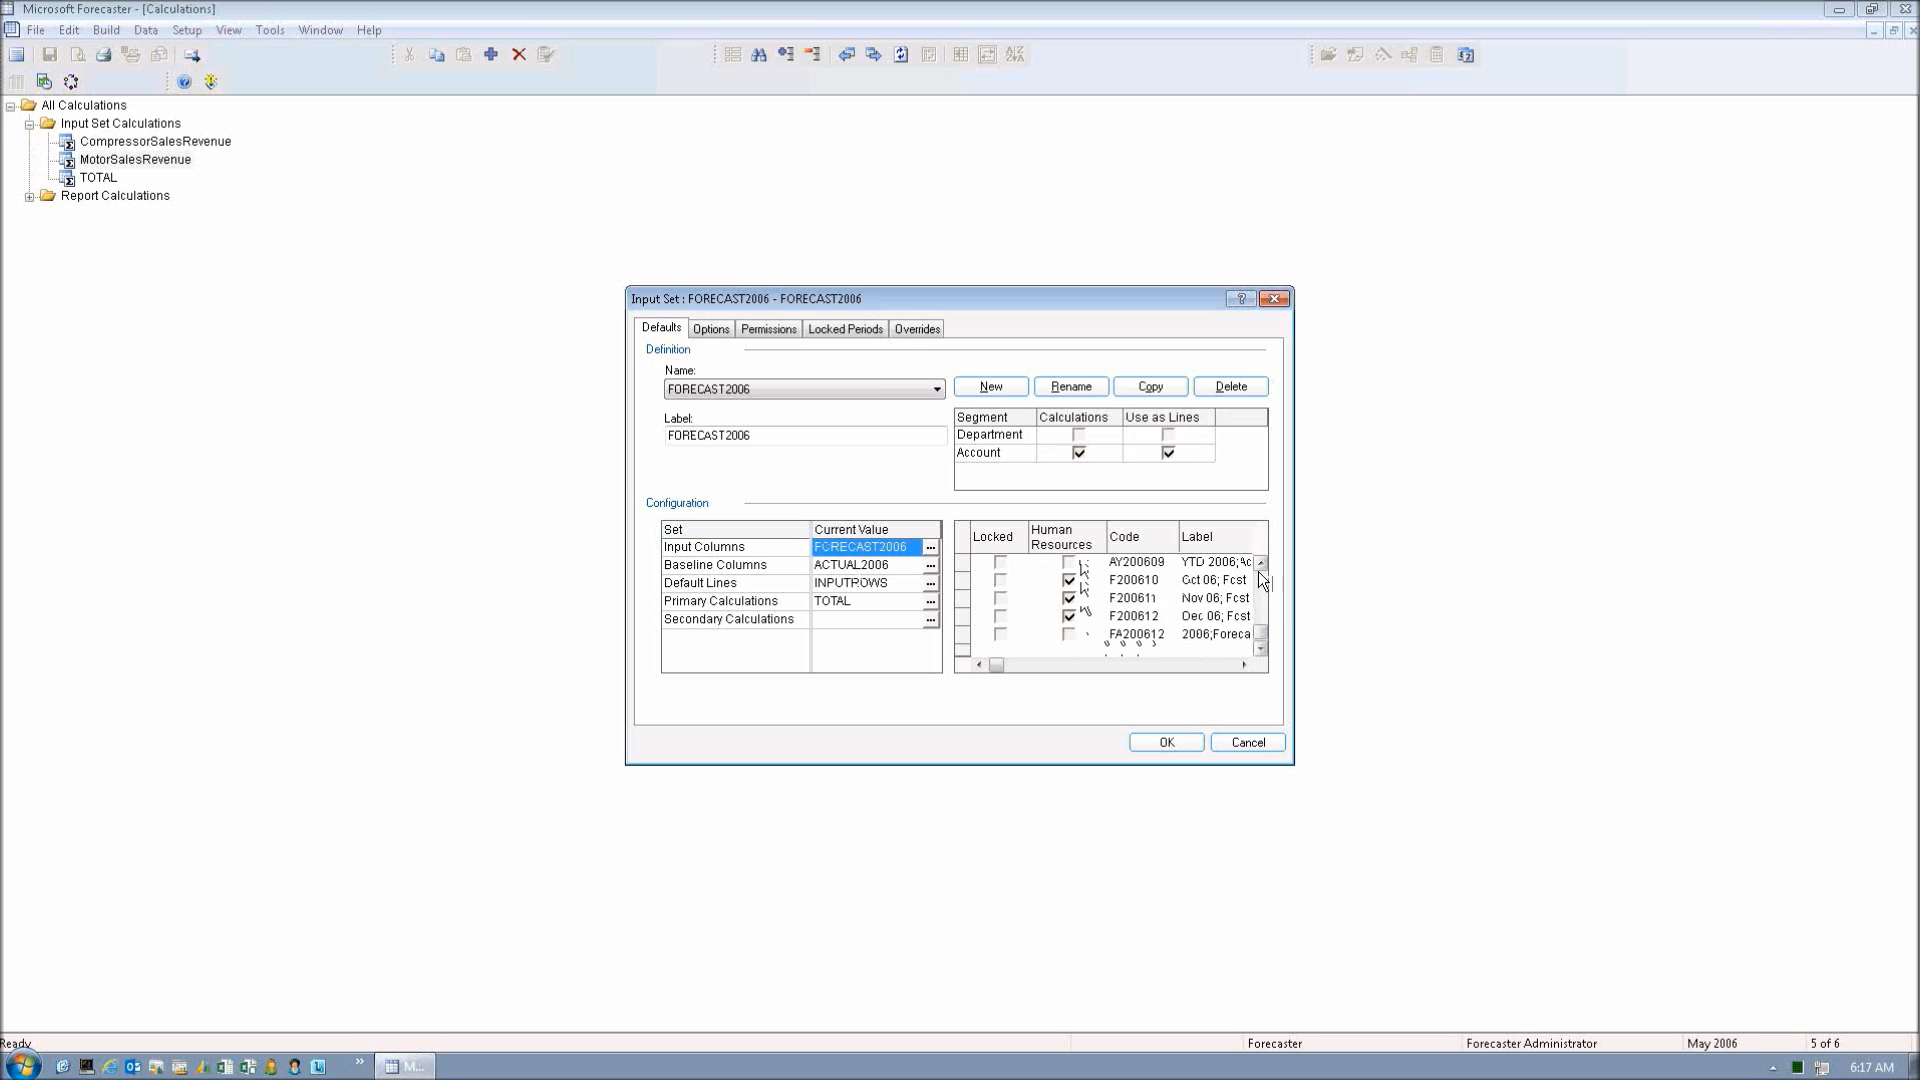 Microsoft Forecaster - [Calculations]
File Edit Build Data Setup View Tools Window Help
All Calculations
Input Set Calculations
CompressorSalesRevenue
MotorSalesRevenue
TOTAL
Report Calculations
Input Set : FORECAST2006 - FORECAST2006
Defaults Options Permissions Locked Periods Overrides
Definition
Name:
FORECAST2006
New Rename Copy Delete
Label:
FORECAST2006
Segment Calculations Use as Lines
Department
Account
Configuration
Set Current Value
Input Columns FORECAST2006 ...
Baseline Columns ACTUAL2006 ...
Default Lines INPUTROWS ...
Primary Calculations TOTAL ...
Secondary Calculations ...
Locked Human Resources Code Label
AY200609 YTD 2006;Ac
F200610 Oct 06; Fcst
F200611 Nov 06; Fcst
F200612 Dec 06; Fcst
FA200612 2006;Foreca
OK Cancel
Ready Forecaster Forecaster Administrator May 2006 5 of 6
M... 6:17 AM